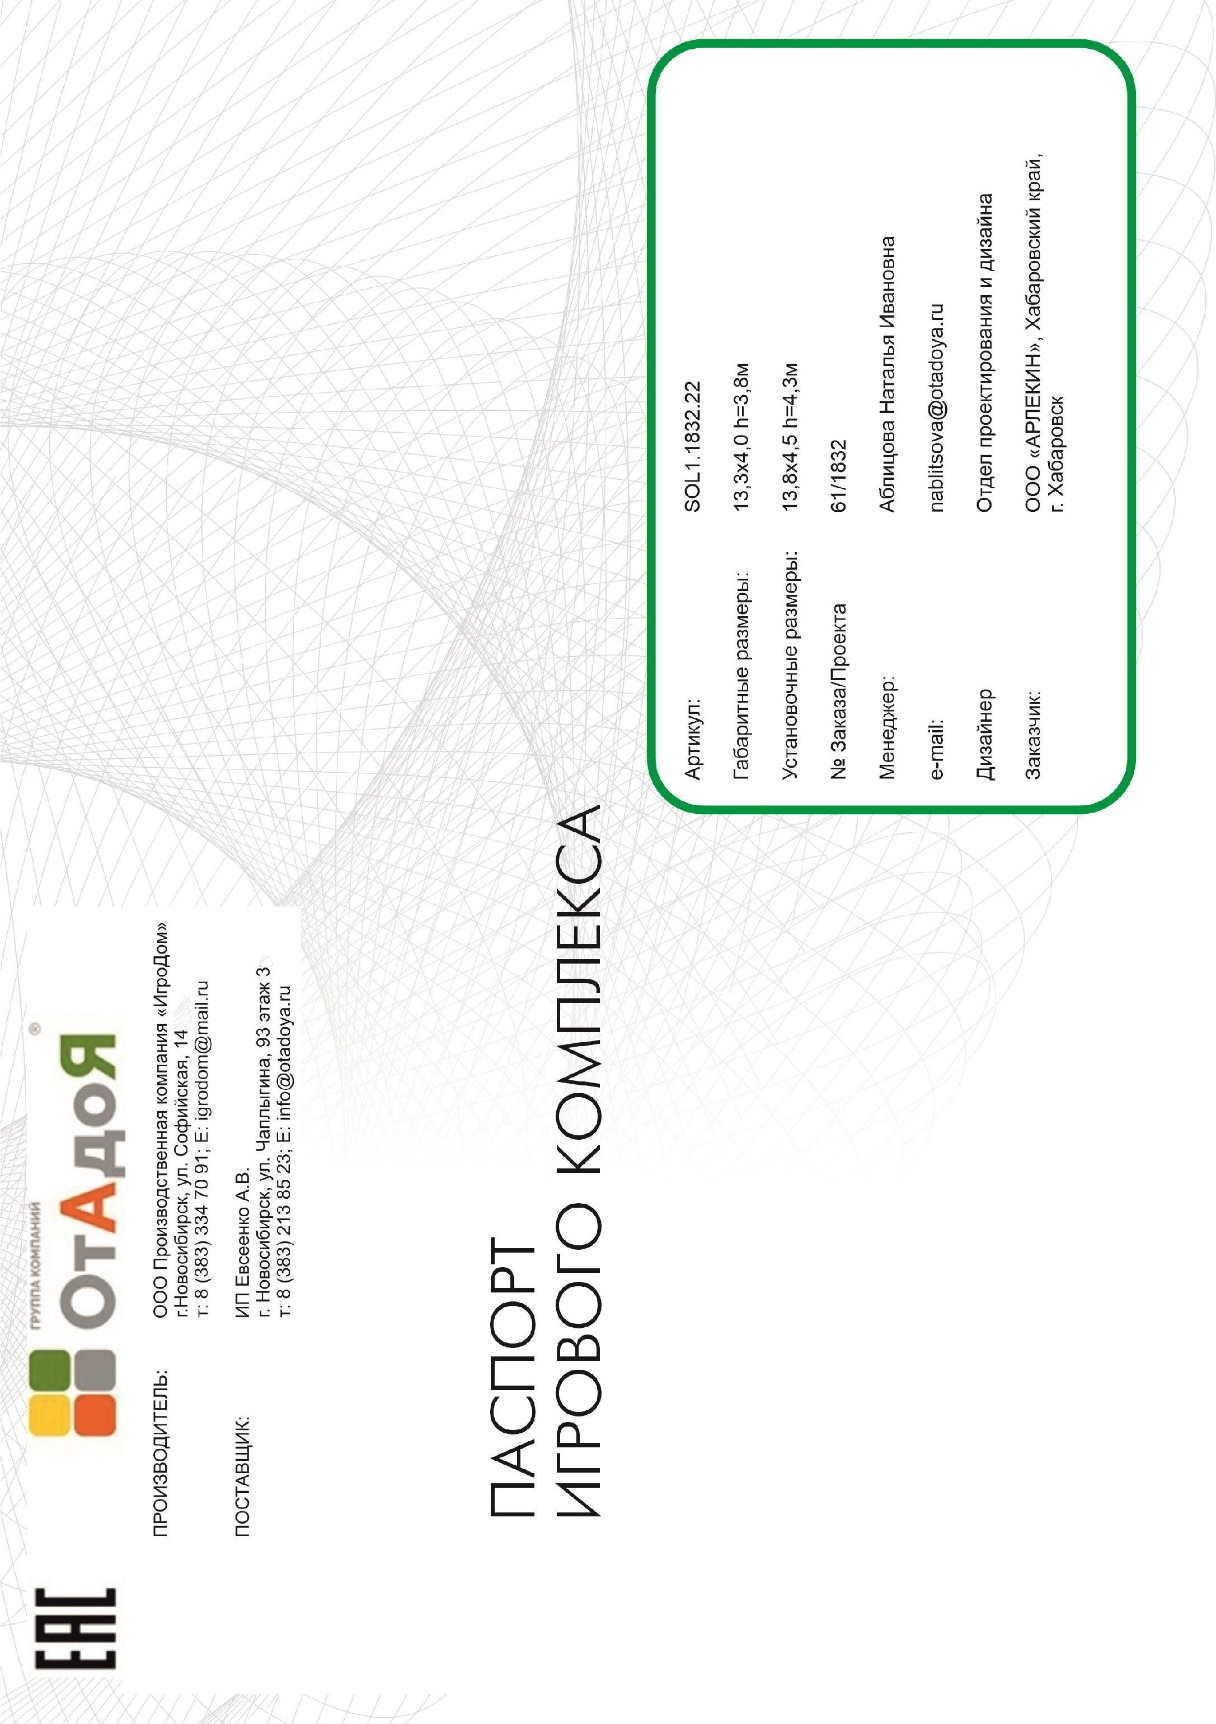 ЕАС
ГРУППА КОМПАНИЙ
ОтАдоЯ ®
ПРОИЗВОДИТЕЛЬ:
ООО Производственная компания «ИгроДом»
г.Новосибирск, ул. Софийская, 14
т: 8 (383) 334 70 91; E: igrodom@mail.ru
ПОСТАВЩИК:
ИП Евсеенко А.В.
г. Новосибирск, ул. Чаплыгина, 93 этаж 3
т: 8 (383) 213 85 23; E: info@otadoya.ru
ПАСПОРТ
ИГРОВОГО КОМПЛЕКСА
Артикул: SOL1.1832.22
Габаритные размеры: 13,3х4,0 h=3,8м
Установочные размеры: 13,8х4,5 h=4,3м
№ Заказа/Проекта 61/1832
Менеджер: Аблицова Наталья Ивановна
e-mail: nablitsova@otadoya.ru
Дизайнер Отдел проектирования и дизайна
Заказчик: ООО «АРЛЕКИН», Хабаровский край,
г. Хабаровск